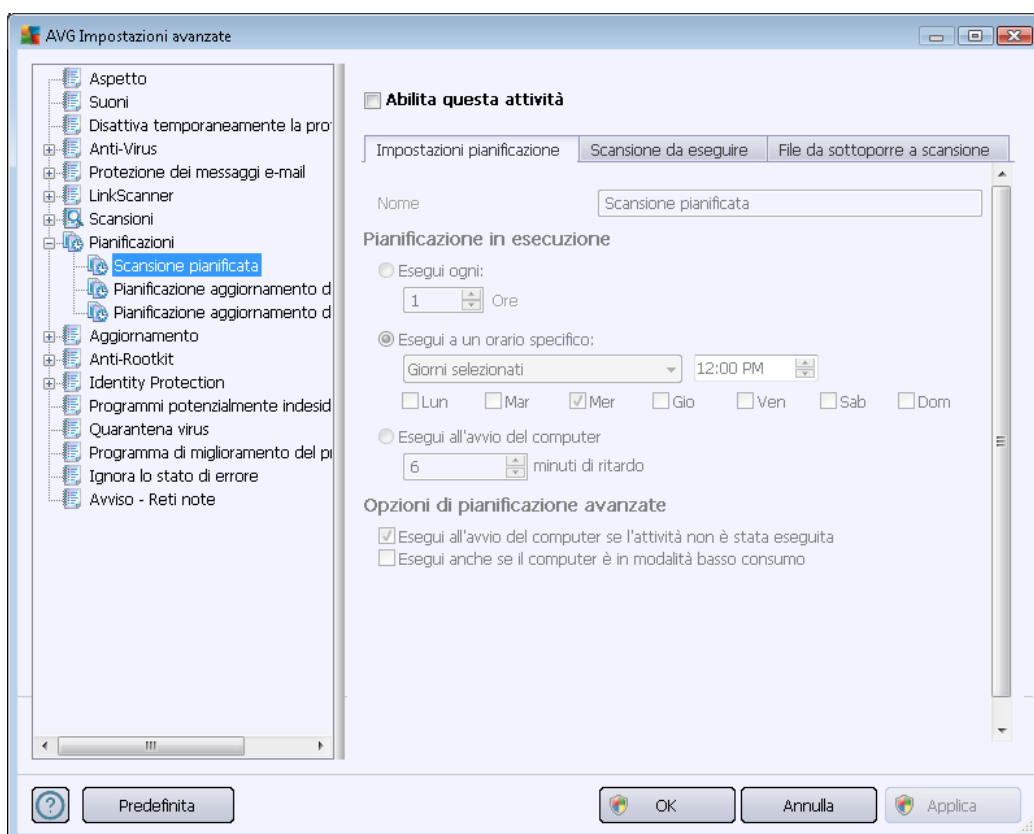 AVG Impostazioni avanzate
Aspetto
Suoni
Disattiva temporaneamente la pro
Anti-Virus
Protezione dei messaggi e-mail
LinkScanner
Scansioni
Pianificazioni
Scansione pianificata
Pianificazione aggiornamento d
Pianificazione aggiornamento d
Aggiornamento
Anti-Rootkit
Identity Protection
Programmi potenzialmente indesid
Quarantena virus
Programma di miglioramento del pr
Ignora lo stato di errore
Avviso - Reti note
Abilita questa attività
Impostazioni pianificazione Scansione da eseguire File da sottoporre a scansione
Nome Scansione pianificata
Pianificazione in esecuzione
Esegui ogni:
1 Ore
Esegui a un orario specifico:
Giorni selezionati 12:00 PM
Lun Mar Mer Gio Ven Sab Dom
Esegui all'avvio del computer
6 minuti di ritardo
Opzioni di pianificazione avanzate
Esegui all'avvio del computer se l'attività non è stata eseguita
Esegui anche se il computer è in modalità basso consumo
? Predefinita OK Annulla Applica